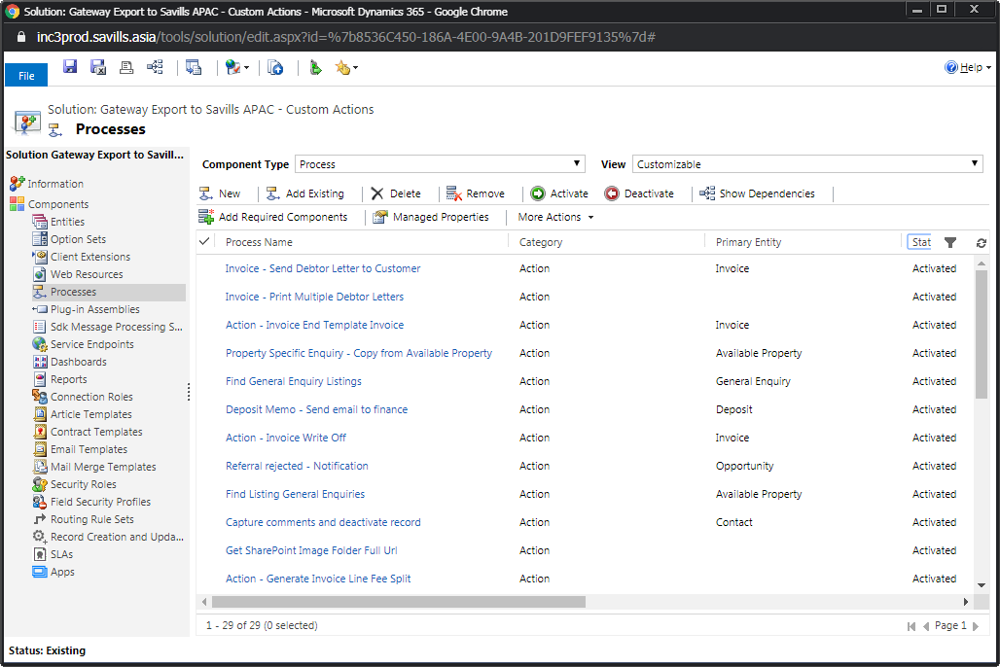 Solution: Gateway Export to Savills APAC - Custom Actions - Microsoft Dynamics 365 - Google Chrome
inc3prod.savills.asia/tools/solution/edit.aspx?id=%7b8536C450-186A-4E00-9A4B-201D9FEF9135%7d#
File
Help
Solution: Gateway Export to Savills APAC - Custom Actions
Processes
Solution Gateway Export to Savill...
Information
Components
Entities
Option Sets
Client Extensions
Web Resources
Processes
Plug-in Assemblies
Sdk Message Processing S...
Service Endpoints
Dashboards
Reports
Connection Roles
Article Templates
Contract Templates
Email Templates
Mail Merge Templates
Security Roles
Field Security Profiles
Routing Rule Sets
Record Creation and Upda...
SLAs
Apps
Component Type Process View Customizable
New Add Existing Delete Remove Activate Deactivate Show Dependencies
Add Required Components Managed Properties More Actions
Process Name Category Primary Entity Stat
Invoice - Send Debtor Letter to Customer Action Invoice Activated
Invoice - Print Multiple Debtor Letters Action Activated
Action - Invoice End Template Invoice Action Invoice Activated
Property Specific Enquiry - Copy from Available Property Action Available Property Activated
Find General Enquiry Listings Action General Enquiry Activated
Deposit Memo - Send email to finance Action Deposit Activated
Action - Invoice Write Off Action Invoice Activated
Referral rejected - Notification Action Opportunity Activated
Find Listing General Enquiries Action Available Property Activated
Capture comments and deactivate record Action Contact Activated
Get SharePoint Image Folder Full Url Action Activated
Action - Generate Invoice Line Fee Split Action Activated
1 - 29 of 29 (0 selected) Page 1
Status: Existing